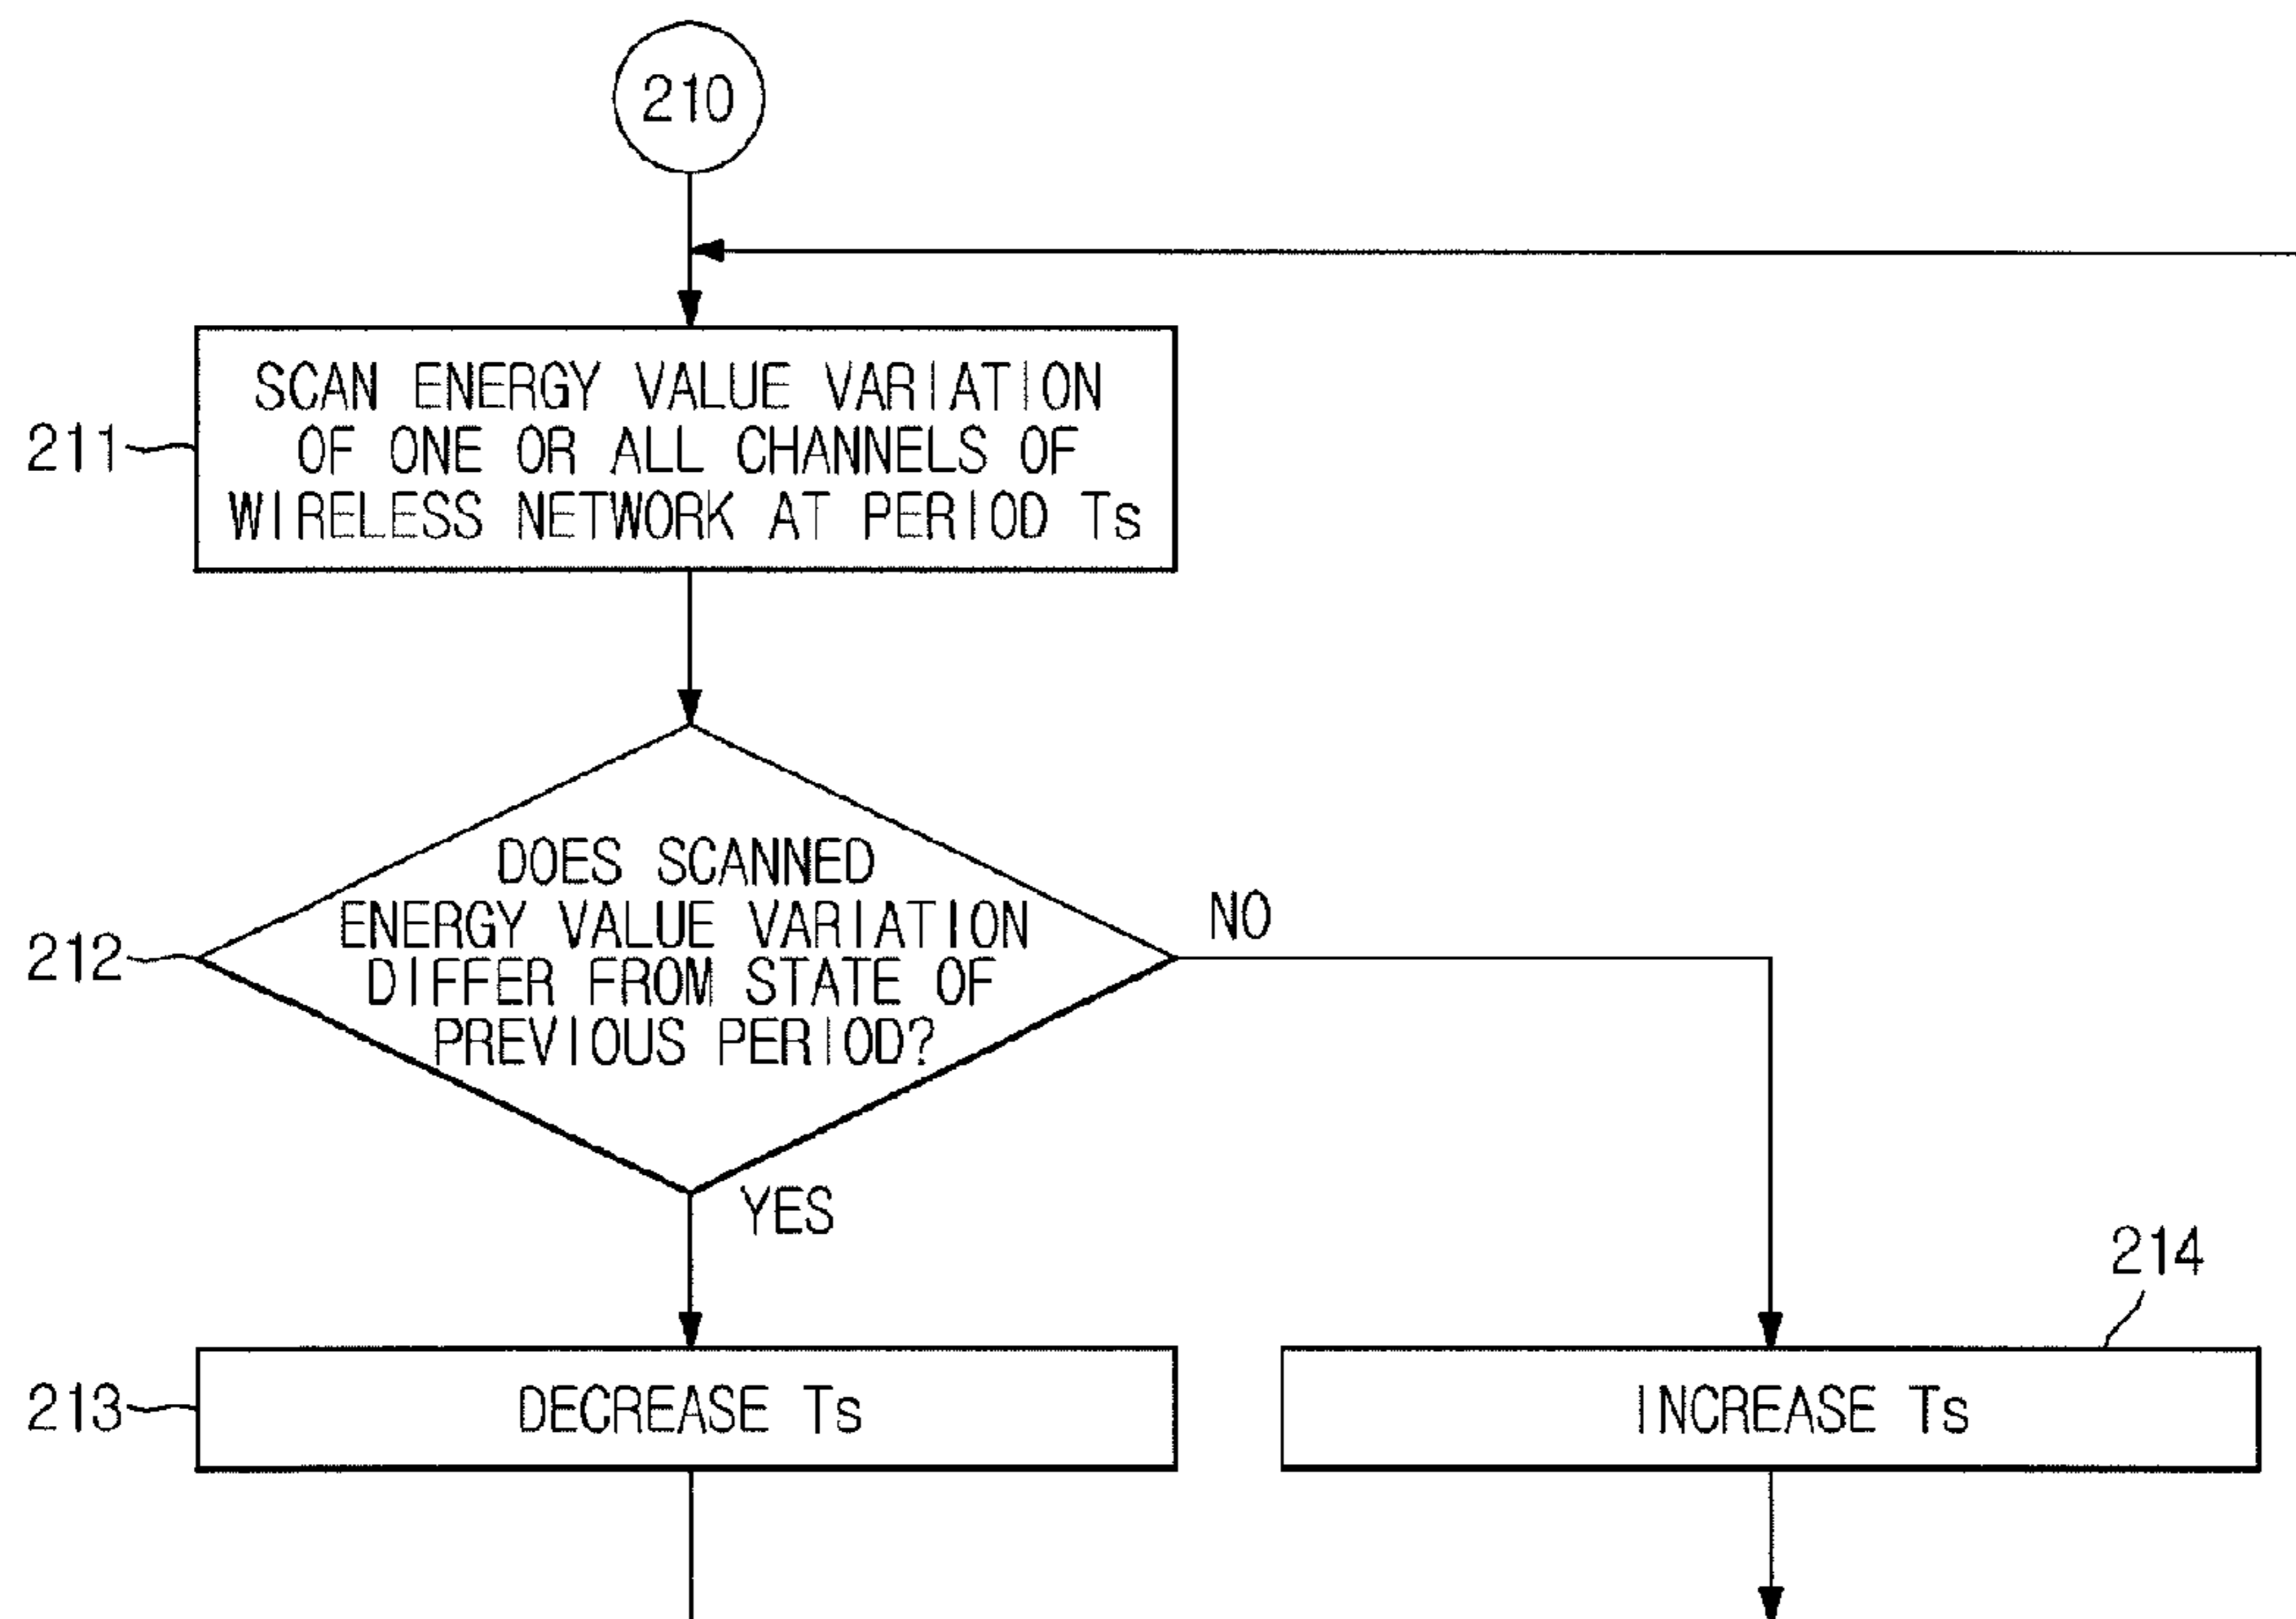 210
SCAN ENERGY VALUE VARIATION
OF ONE OR ALL CHANNELS OF
WIRELESS NETWORK AT PERIOD Ts
211
DOES SCANNED
ENERGY VALUE VARIATION
DIFFER FROM STATE OF
PREVIOUS PERIOD?
212
NO
YES
214
213
DECREASE Ts
INCREASE Ts